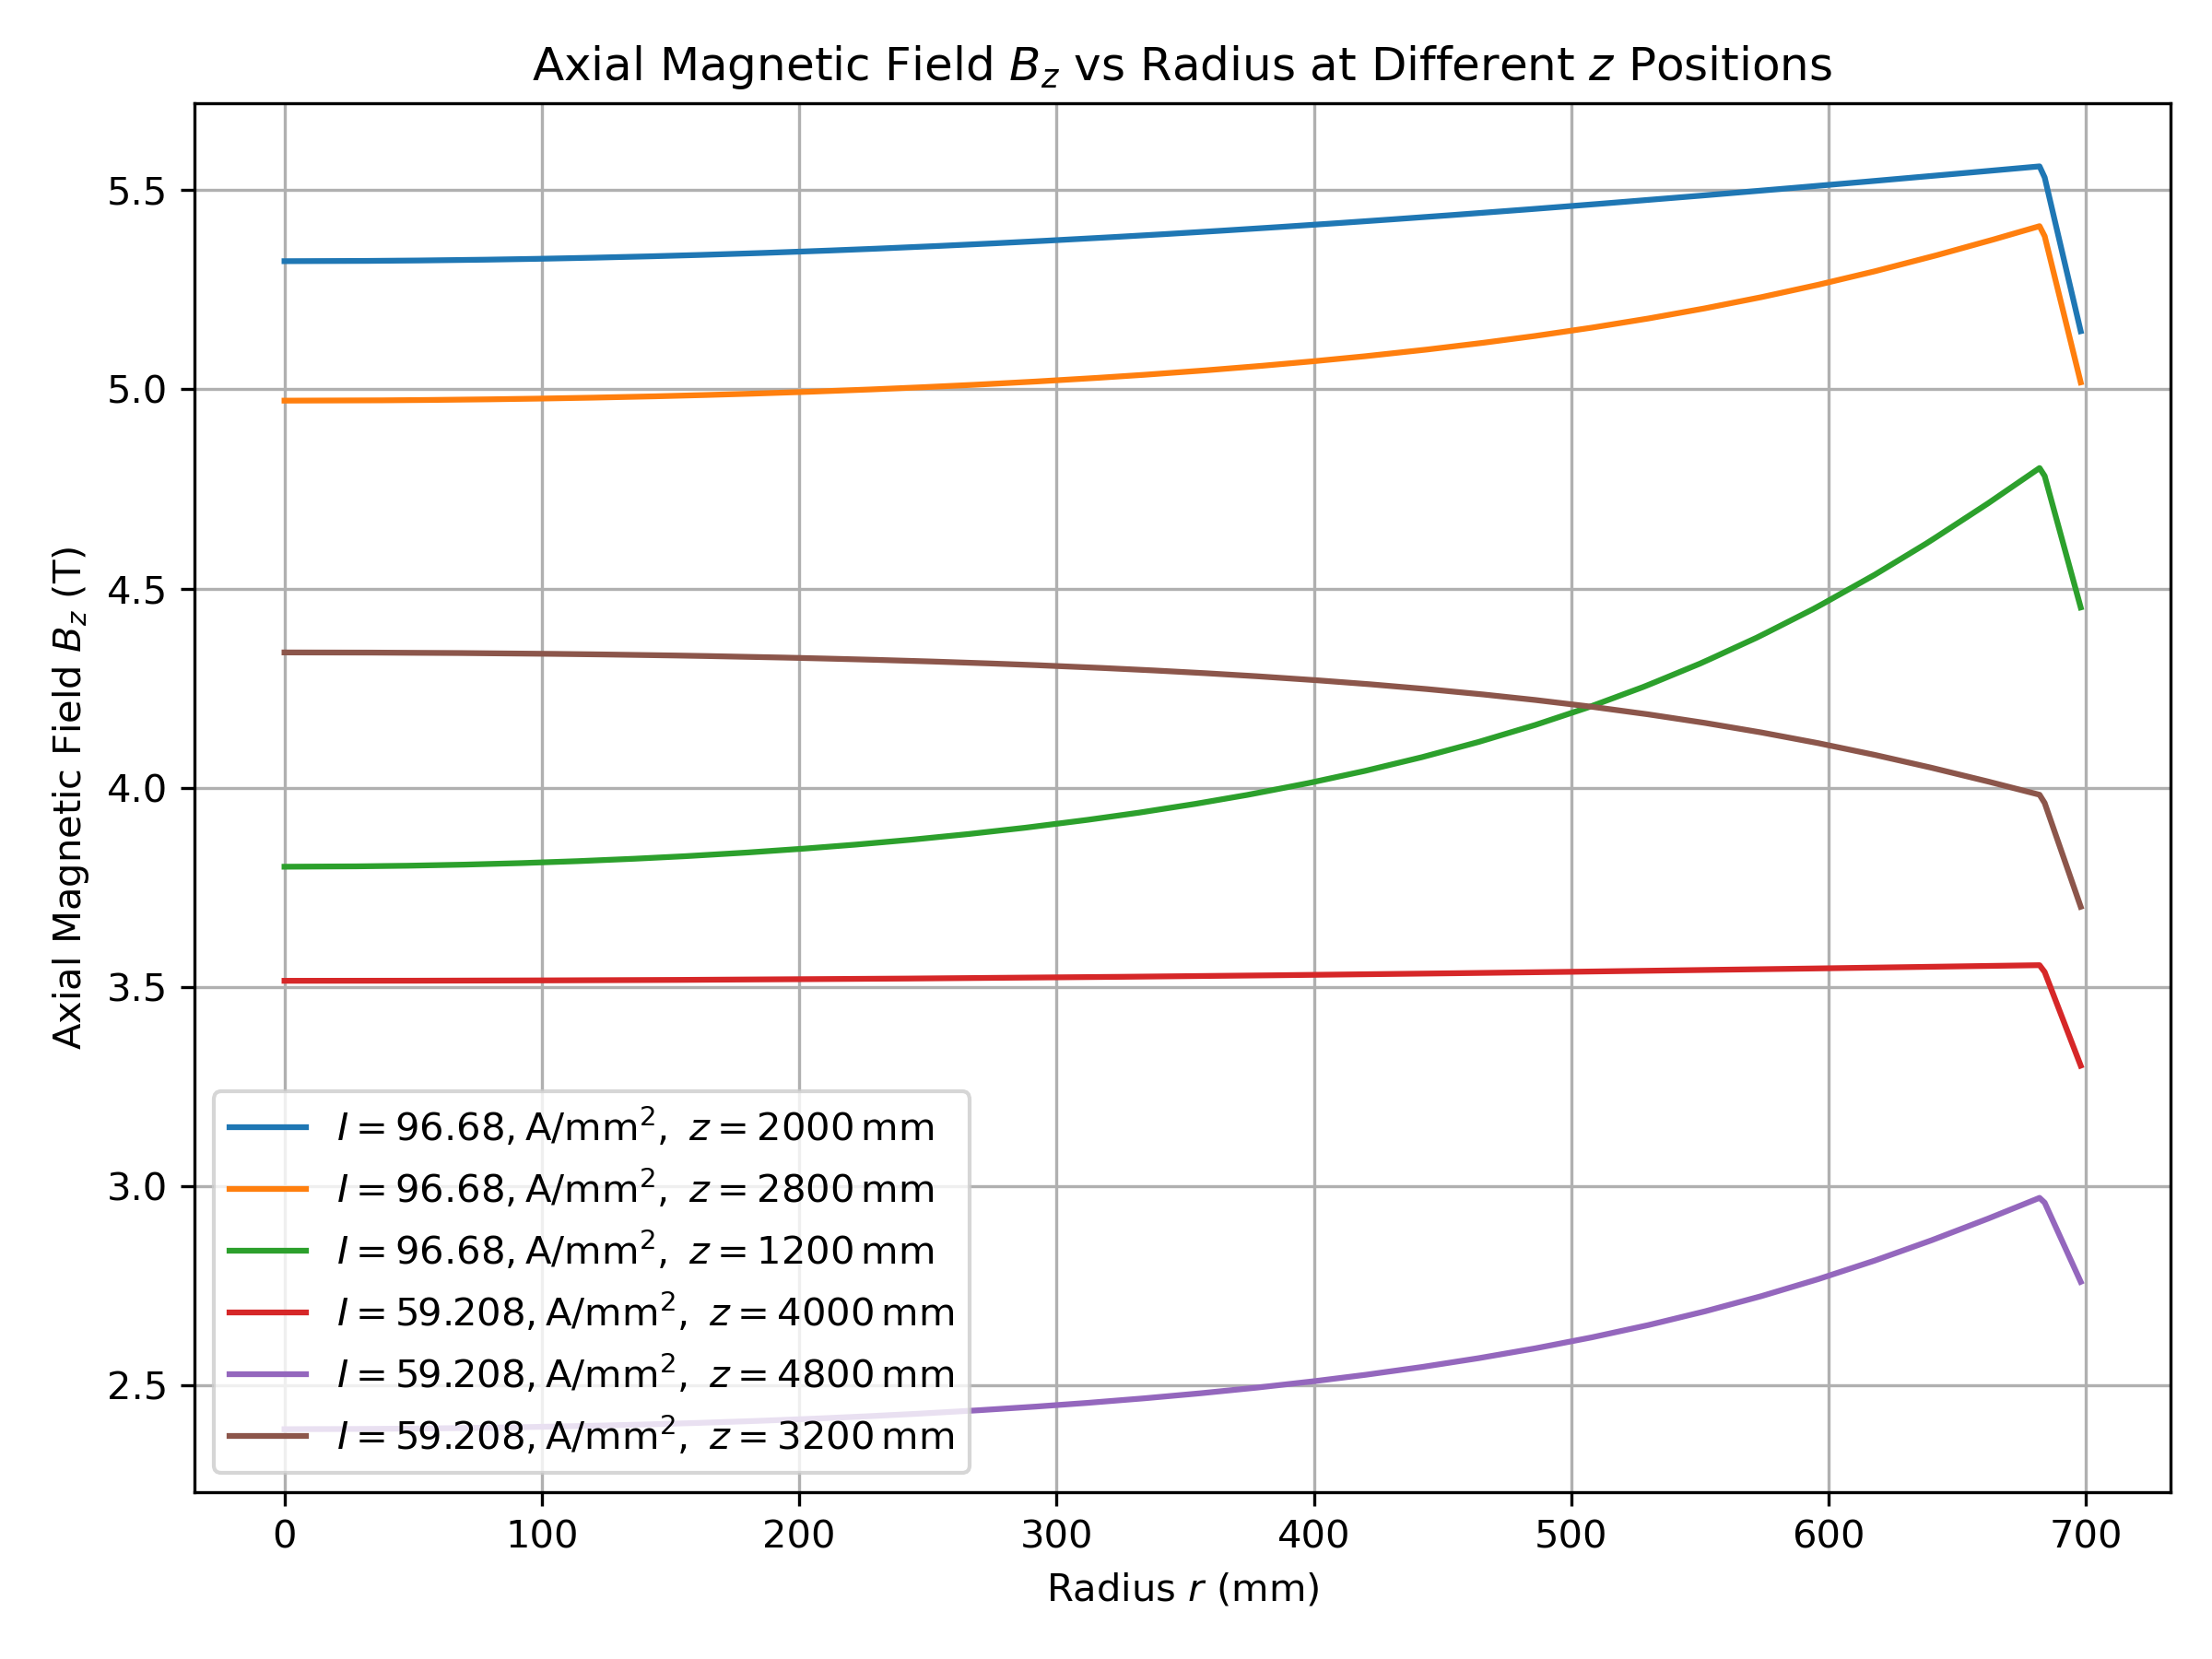 Axial Magnetic Field B_z vs Radius at Different z Positions
Axial Magnetic Field B_z (T)
5.5
5.0
4.5
4.0
3.5
3.0
2.5
I = 96.68, A/mm², z = 2000 mm
I = 96.68, A/mm², z = 2800 mm
I = 96.68, A/mm², z = 1200 mm
I = 59.208, A/mm², z = 4000 mm
I = 59.208, A/mm², z = 4800 mm
I = 59.208, A/mm², z = 3200 mm
0 100 200 300 400 500 600 700
Radius r (mm)